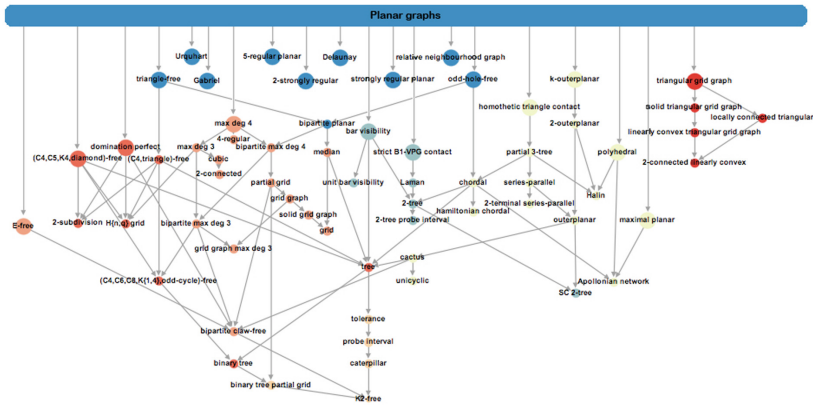 Planar graphs
Urquhart
5-regular planar
Delaunay
relative neighbourhood graph
triangle-free
Gabriel
2-strongly regular
strongly regular planar
odd-hole-free
k-outerplanar
triangular grid graph
homothetic triangle contact
solid triangular grid graph
locally connected triangular
max deg 4
bipartite planar
bar visibility
2-outerplanar
linearly convex triangular grid graph
4-regular
domination perfect
max deg 3
bipartite max deg 4
median
strict B1-VPG contact
partial 3-tree
polyhedral
(C4,C5,K4,diamond)-free
(C4,triangle)-free
cubic
2-connected linearly convex
2-connected
partial grid
unit bar visibility
Laman
chordal
series-parallel
Halin
grid graph
2-tree
2-terminal series-parallel
hamiltonian chordal
solid grid graph
E-free
2-subdivision
H(n,q) grid
bipartite max deg 3
grid
2-tree probe interval
outerplanar
maximal planar
grid graph max deg 3
cactus
tree
(C4,C6,C8,K(1,4),odd-cycle)-free
unicyclic
Apollonian network
SC 2-tree
tolerance
bipartite claw-free
probe interval
binary tree
caterpillar
binary tree partial grid
K2-free